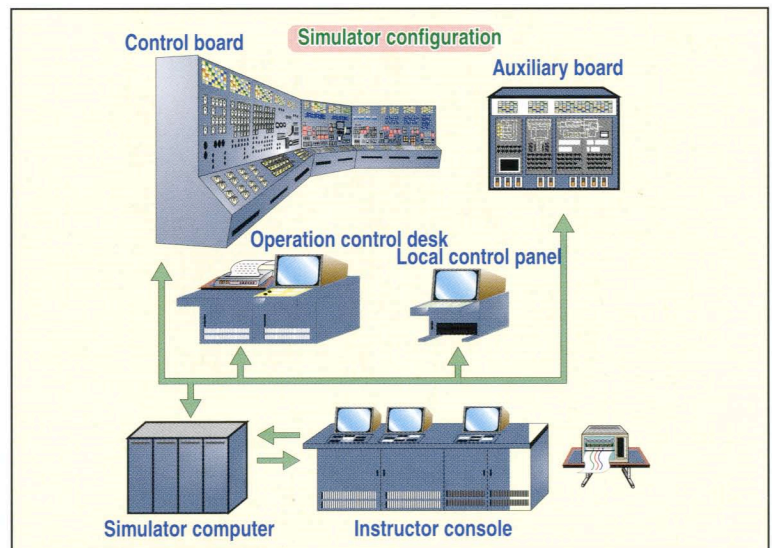 Simulator configuration
Control board
Auxiliary board
Operation control desk
Local control panel
Simulator computer
Instructor console